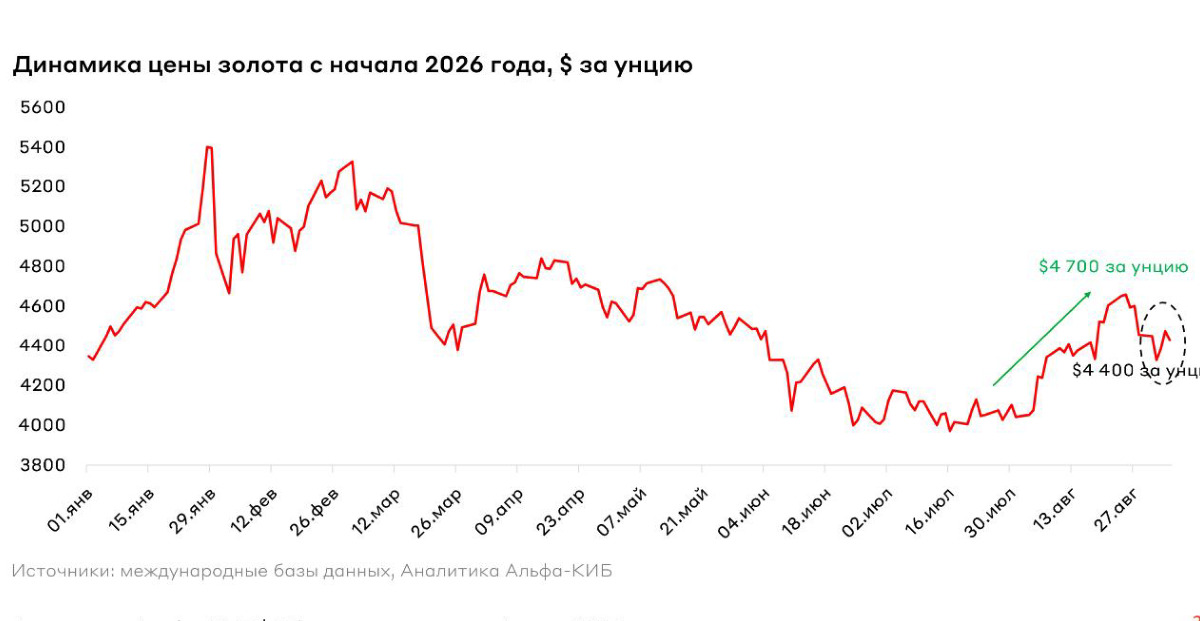 Динамика цены золота с начала 2026 года, $ за унцию
5600
5400
5200
5000
4800
4600
4400
4200
4000
3800
$4 700 за унцию
$4 400 за унц
01.янв
15.янв
29.янв
12.фев
26.фев
12.мар
26.мар
09.апр
23.апр
07.май
21.май
04.июн
18.июн
02.июл
16.июл
30.июл
13.авг
27.авг
Источники: международные базы данных, Аналитика Альфа-КИБ